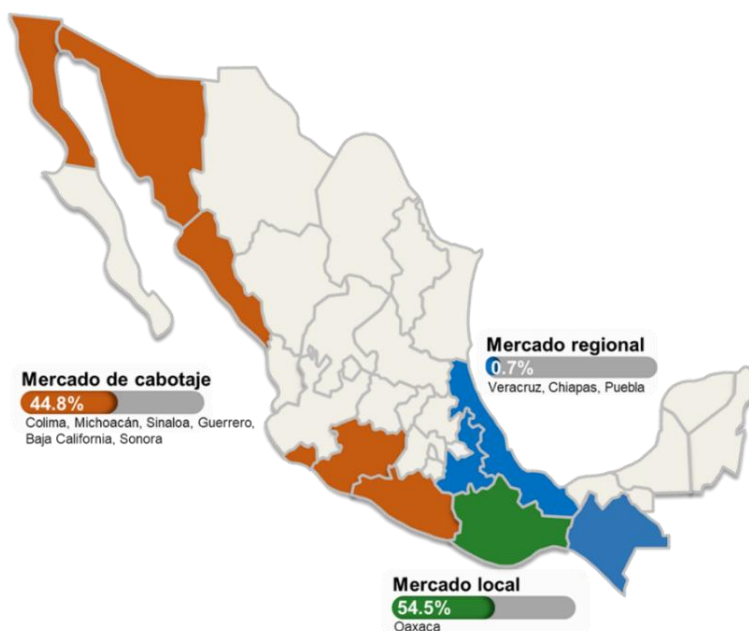 Mercado regional
0.7%
Veracruz, Chiapas, Puebla
Mercado de cabotaje
44.8%
Colima, Michoacán, Sinaloa, Guerrero,
Baja California, Sonora
Mercado local
54.5%
Oaxaca